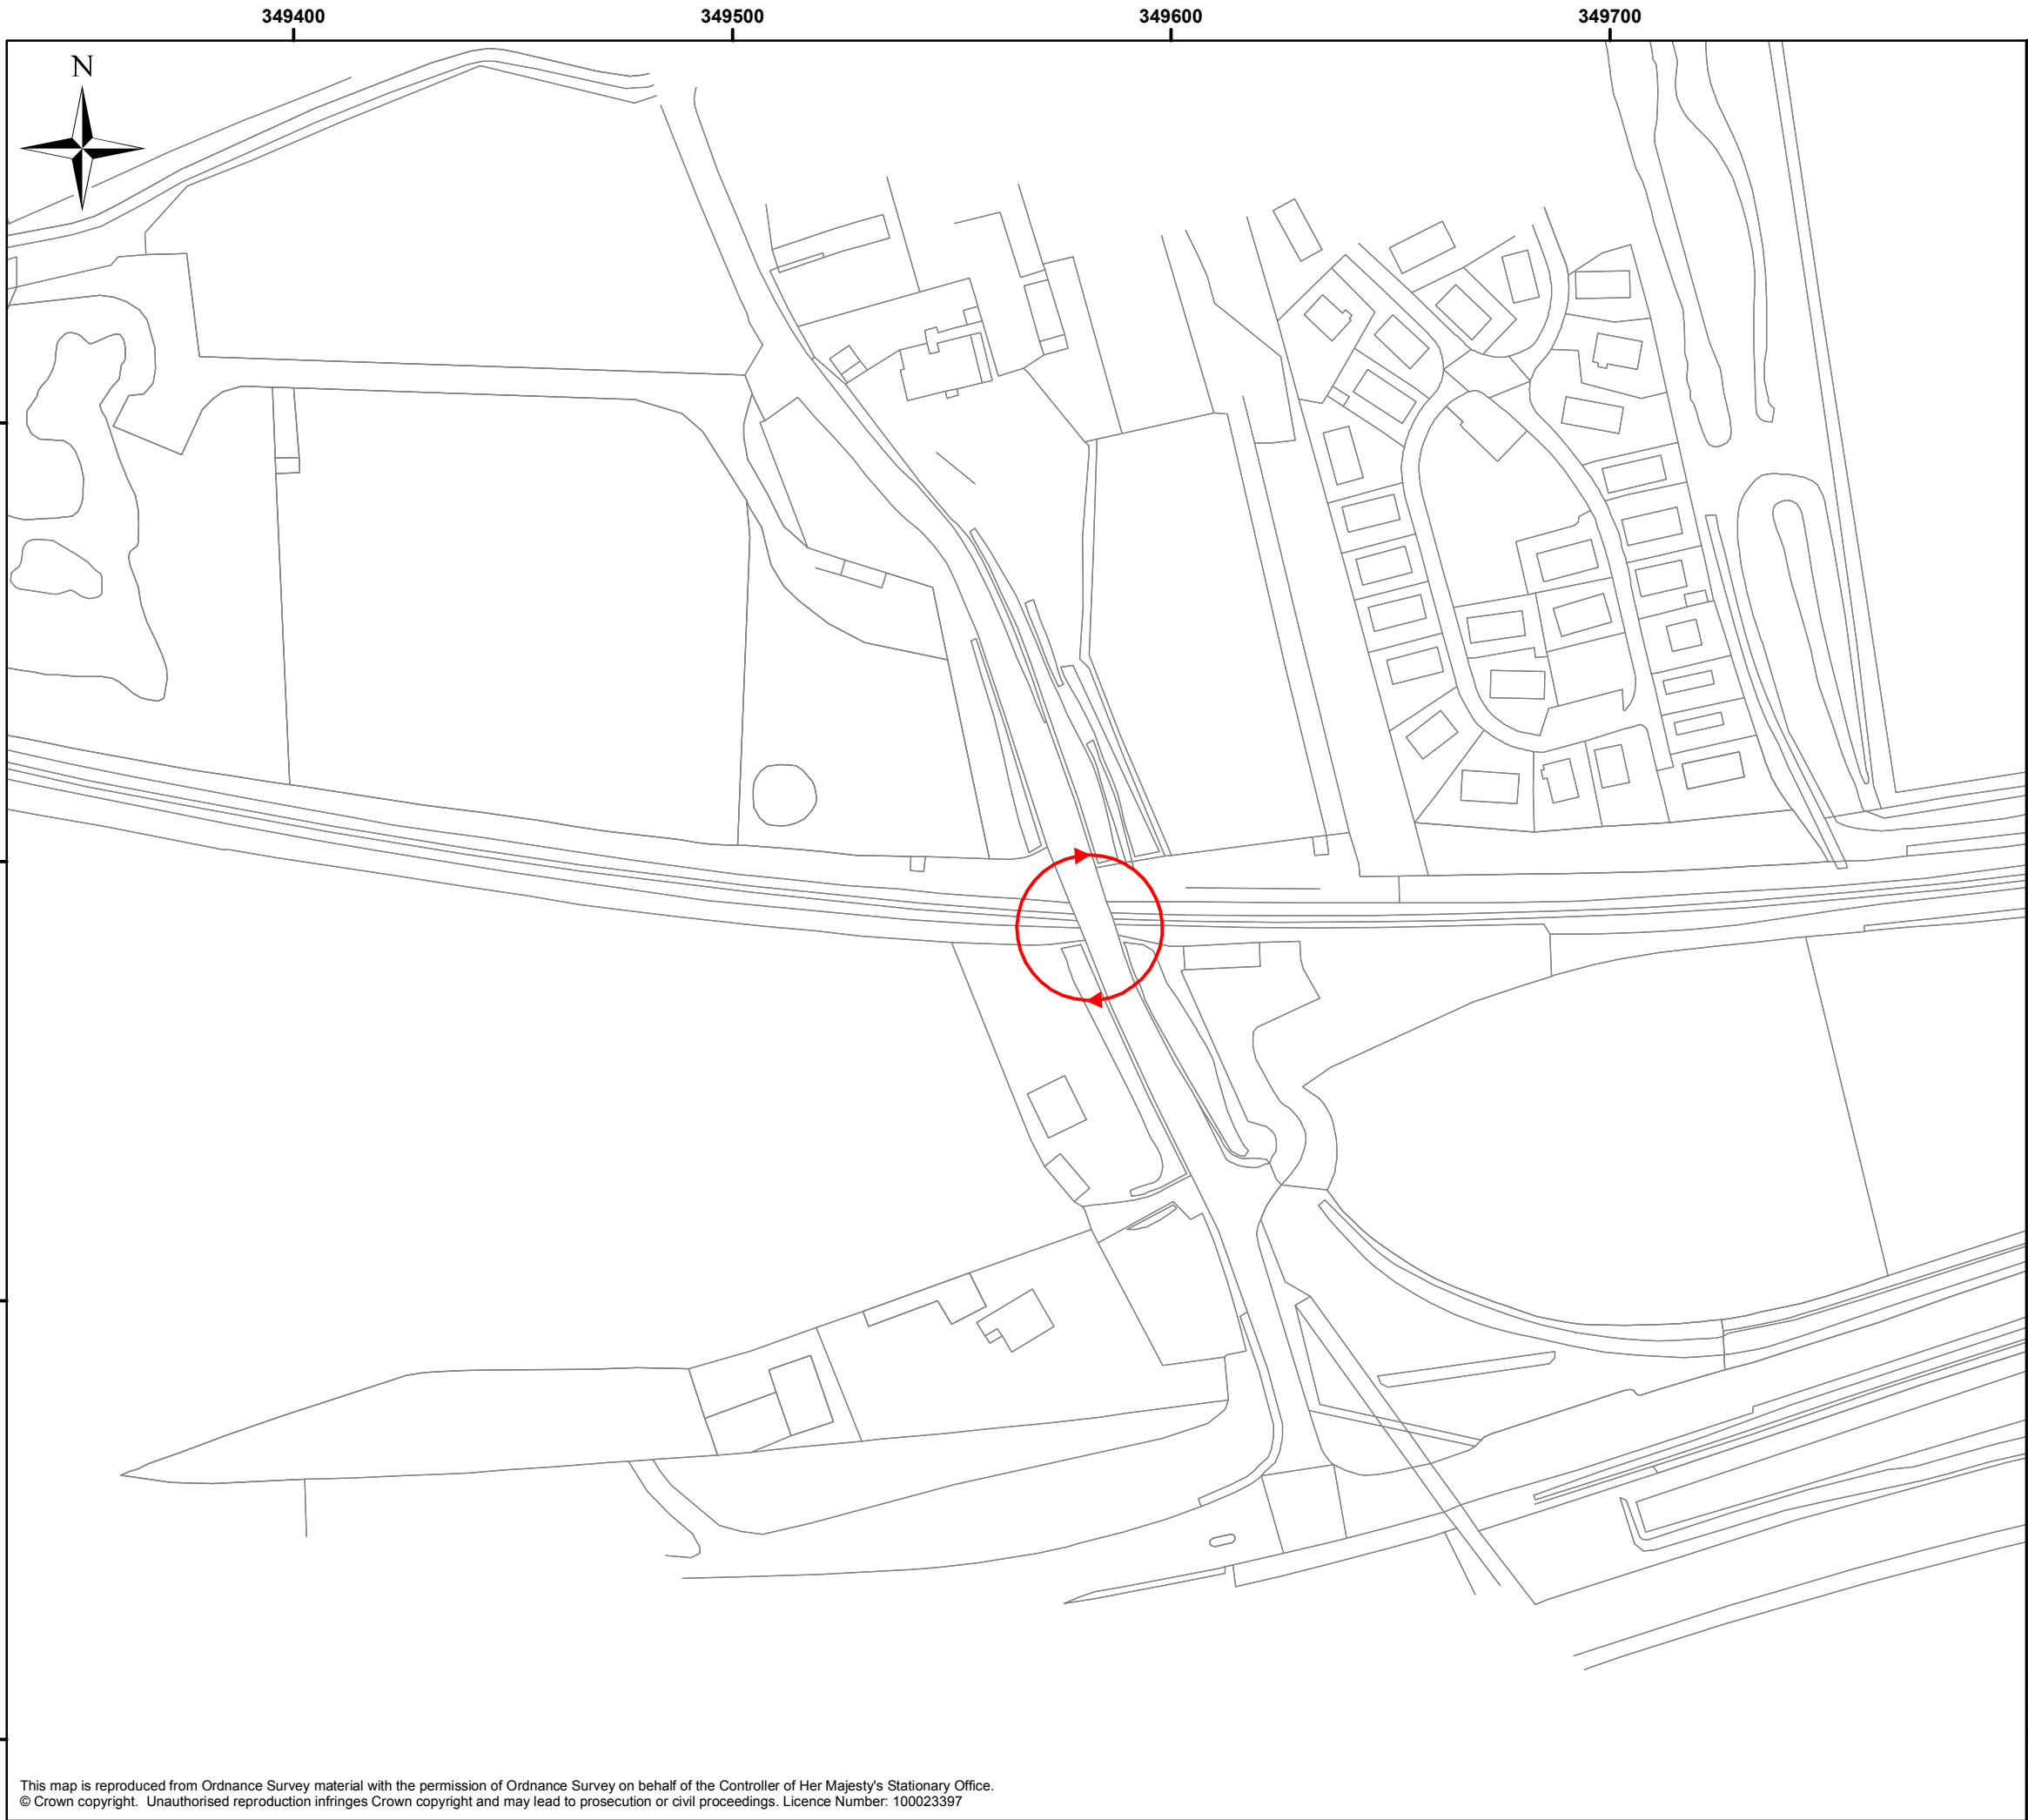 349400 349500 349600 349700
N
This map is reproduced from Ordnance Survey material with the permission of Ordnance Survey on behalf of the Controller of Her Majesty's Stationary Office.
© Crown copyright. Unauthorised reproduction infringes Crown copyright and may lead to prosecution or civil proceedings. Licence Number: 100023397